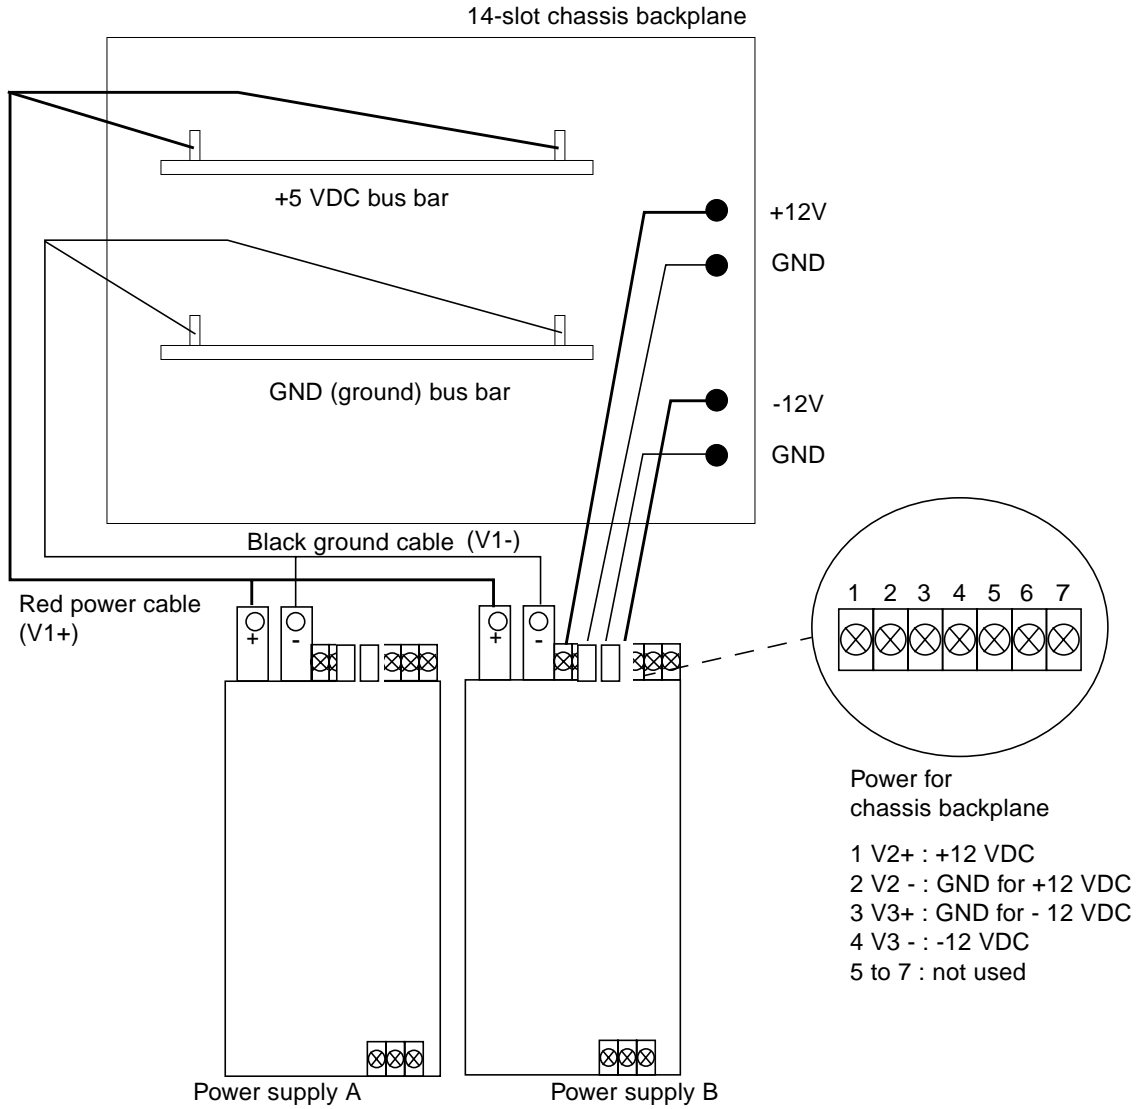 14-slot chassis backplane
+5 VDC bus bar
+12V
GND
GND (ground) bus bar
-12V
GND
Black ground cable (V1-)
Red power cable
(V1+)
+ -
+ -
1 2 3 4 5 6 7
Power for
chassis backplane
1 V2+ : +12 VDC
2 V2 - : GND for +12 VDC
3 V3+ : GND for - 12 VDC
4 V3 - : -12 VDC
5 to 7 : not used
Power supply A
Power supply B